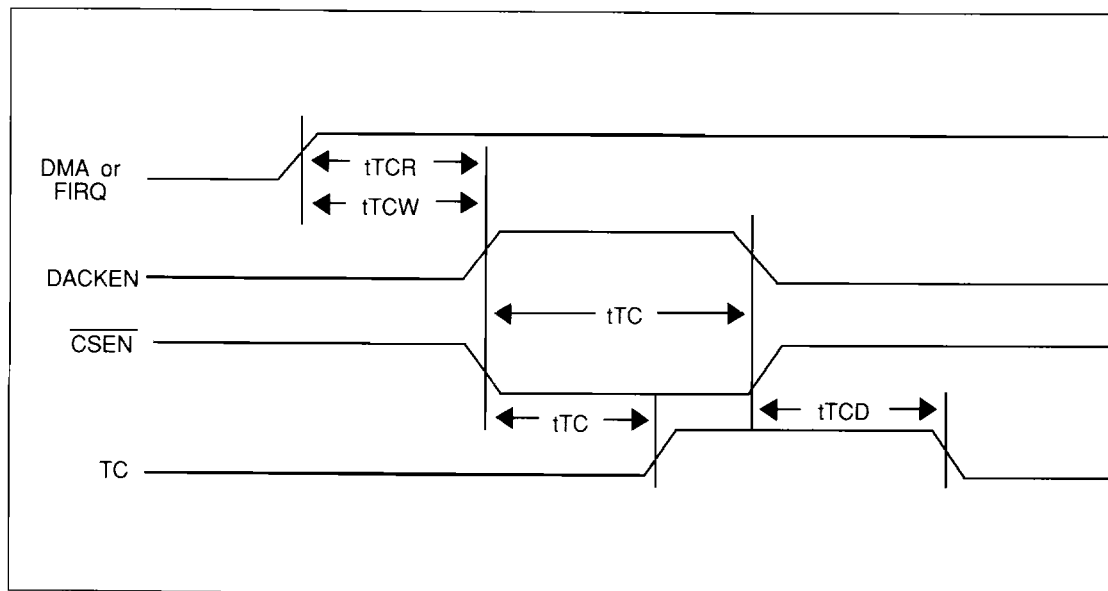 DMA or
FIRQ
tTCR
tTCW
DACKEN
tTC
CSEN
tTC
tTCD
TC